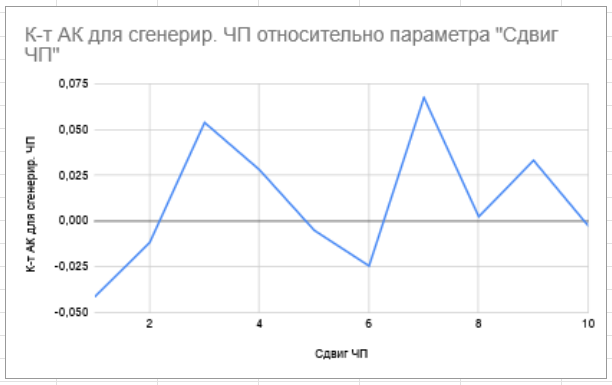 К-т АК для сгенерир. ЧП относительно параметра "Сдвиг
ЧП"
К-т АК для сгенерир. ЧП
0,075
0,050
0,025
0,000
-0,025
-0,050
2
4
6
8
10
Сдвиг ЧП